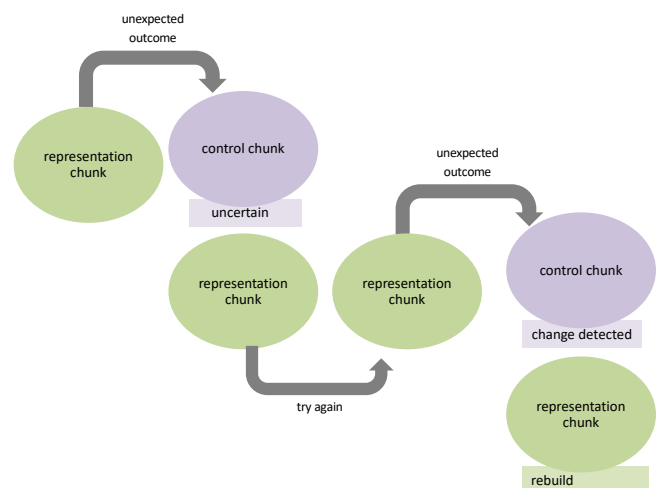 unexpected
outcome
representation
chunk
control chunk
uncertain
representation
chunk
try again
representation
chunk
unexpected
outcome
control chunk
change detected
representation
chunk
rebuild